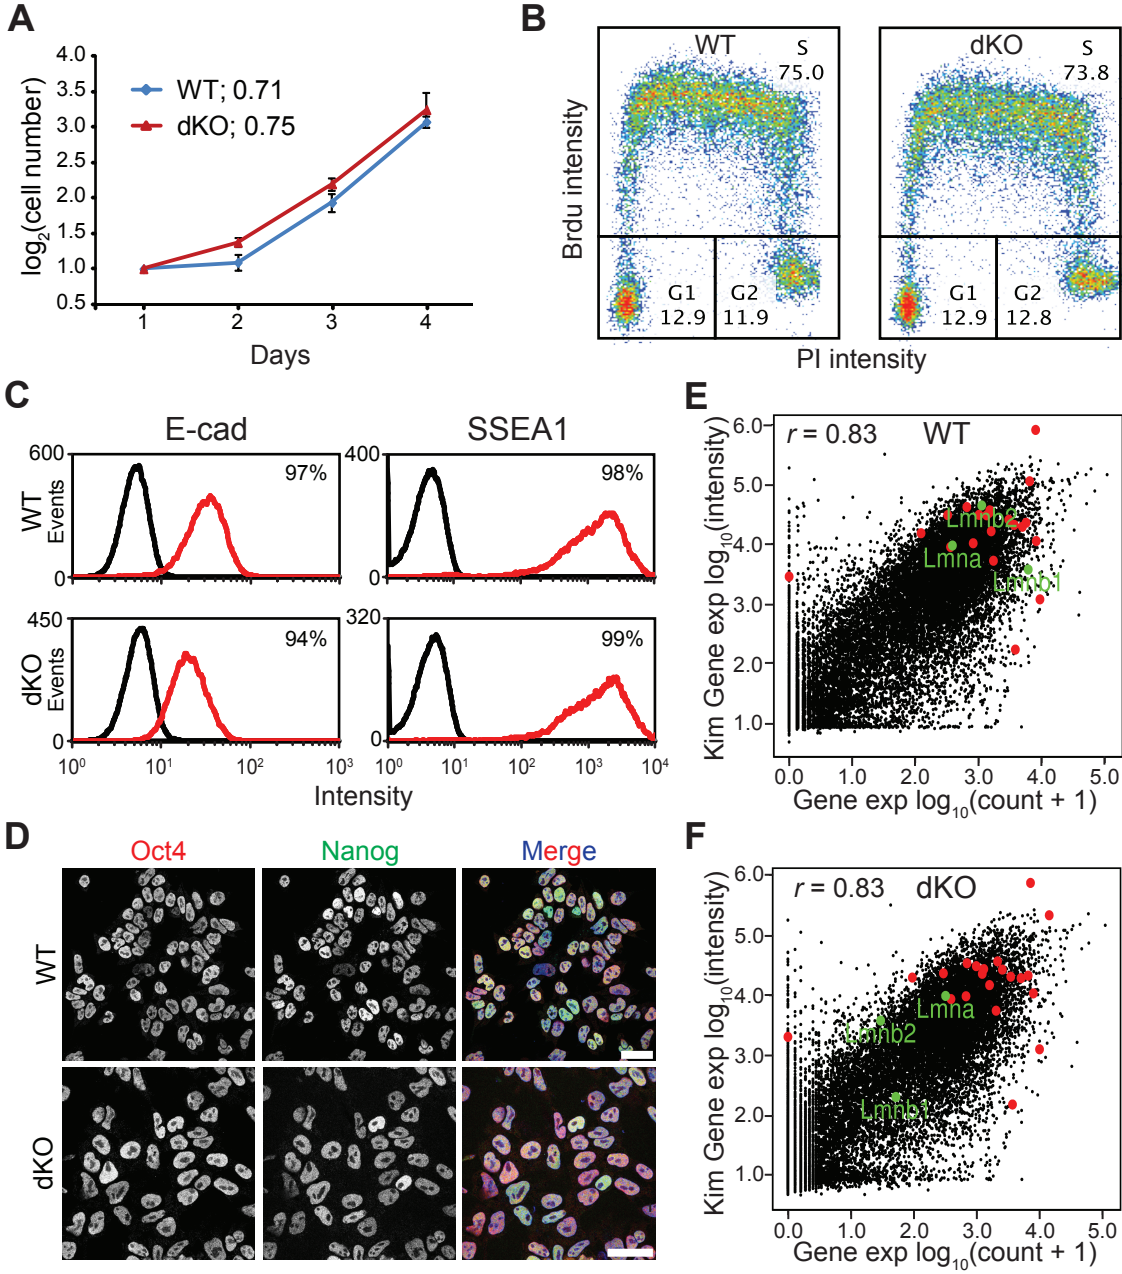 A
4.0
3.5
3.0
2.5
2.0
1.5
1.0
0.5
log2(cell number)
WT; 0.71
dKO; 0.75
1 2 3 4
Days
B
Brdu intensity
WT
S
75.0
G1
12.9
G2
11.9
dKO
S
73.8
G1
12.9
G2
12.8
PI intensity
C
E-cad
SSEA1
WT
Events
600
0
97%
400
0
98%
dKO
Events
450
0
94%
320
0
99%
10^0 10^1 10^2 10^3
10^0 10^1 10^2 10^3 10^4
Intensity
D
Oct4
Nanog
Merge
WT
dKO
E
Kim Gene exp log10(intensity)
6.0
5.0
4.0
3.0
2.0
1.0
r = 0.83
WT
Lmnb2
Lmna
Lmnb1
0.0 1.0 2.0 3.0 4.0 5.0
Gene exp log10(count + 1)
F
Kim Gene exp log10(intensity)
6.0
5.0
4.0
3.0
2.0
1.0
r = 0.83
dKO
Lmna
Lmnb2
Lmnb1
0.0 1.0 2.0 3.0 4.0 5.0
Gene exp log10(count + 1)